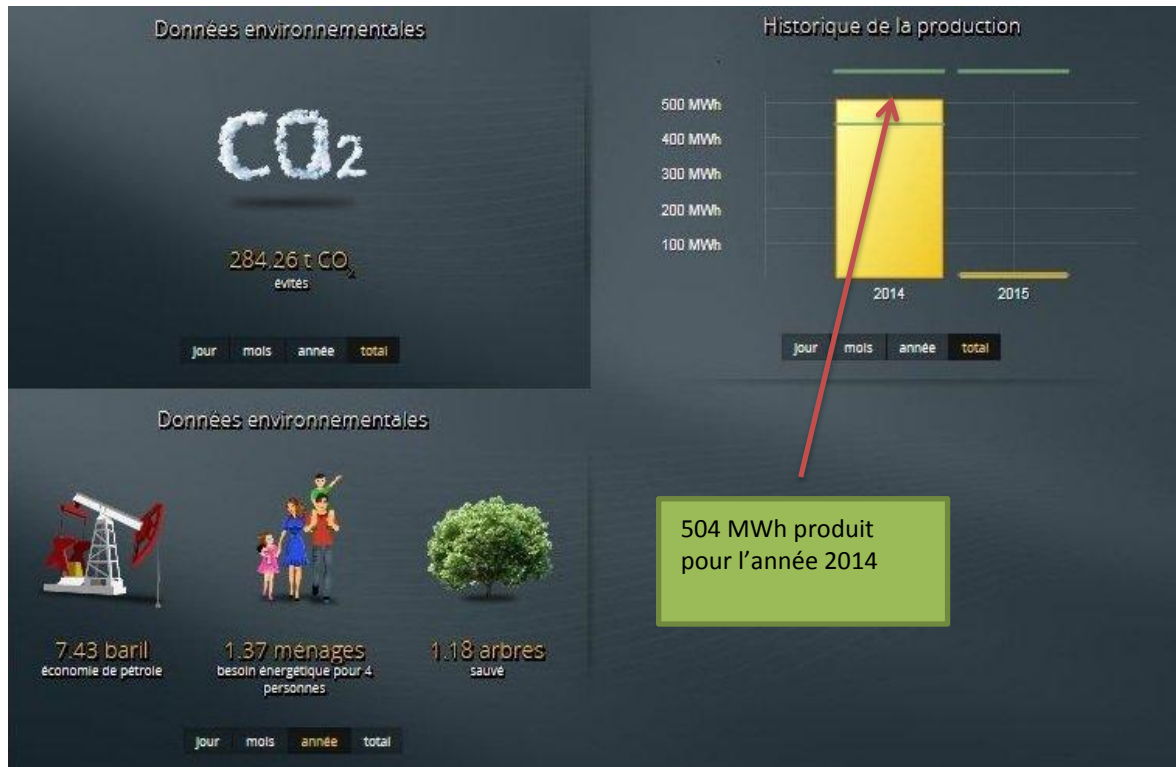 Données environnementales
CO2
284.26 t CO2
évités
jour mois année total
Historique de la production
500 MWh
400 MWh
300 MWh
200 MWh
100 MWh
2014 2015
jour mois année total
Données environnementales
7.43 baril
économie de pétrole
1.37 ménages
besoin énergétique pour 4
personnes
1.18 arbres
sauvé
jour mois année total
504 MWh produit
pour l'année 2014